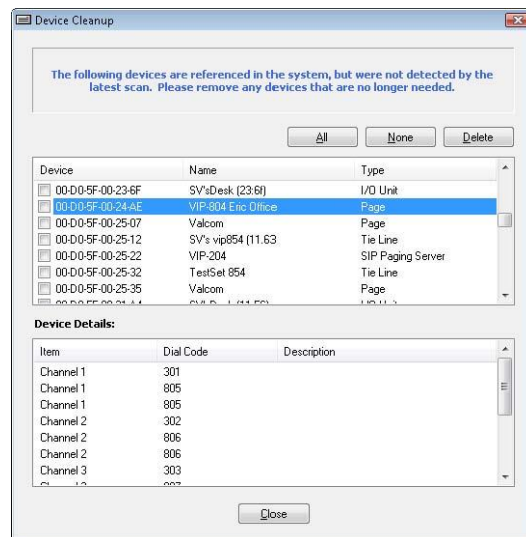 Device Cleanup
The following devices are referenced in the system, but were not detected by the
latest scan. Please remove any devices that are no longer needed.
All None Delete
Device Name Type
00-D0-5F-00-23-6F SV'sDesk (23:6f) I/O Unit
00-D0-5F-00-24-AE VIP-804 Eric Office Page
00-D0-5F-00-25-07 Valcom Page
00-D0-5F-00-25-12 SV's vip854 (11.63 Tie Line
00-D0-5F-00-25-22 VIP-204 SIP Paging Server
00-D0-5F-00-25-32 TestSet 854 Tie Line
00-D0-5F-00-25-35 Valcom Page
Device Details:
Item Dial Code Description
Channel 1 301
Channel 1 805
Channel 1 805
Channel 2 302
Channel 2 806
Channel 2 806
Channel 3 303
Close